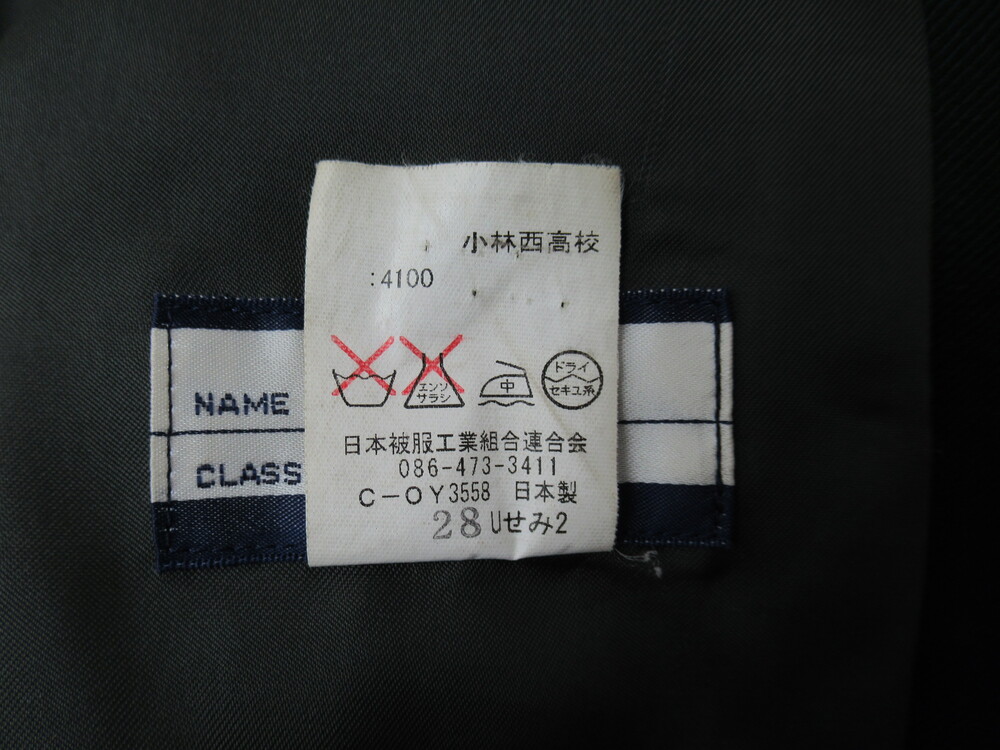 小林西高校
:4100
エンソ
サラシ
中
ドライ
セキユ系
NAME
CLASS
日本被服工業組合連合会
086-473-3411
C-OY3558 日本製
28 Uせみ2